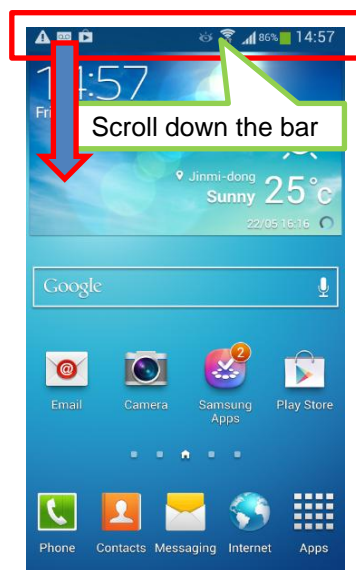 86% 14:57
14:57
Fri
Scroll down the bar
Jinmi-dong
Sunny 25°c
22/05 16:16
Google
2
Email Camera Samsung Apps Play Store
Phone Contacts Messaging Internet Apps